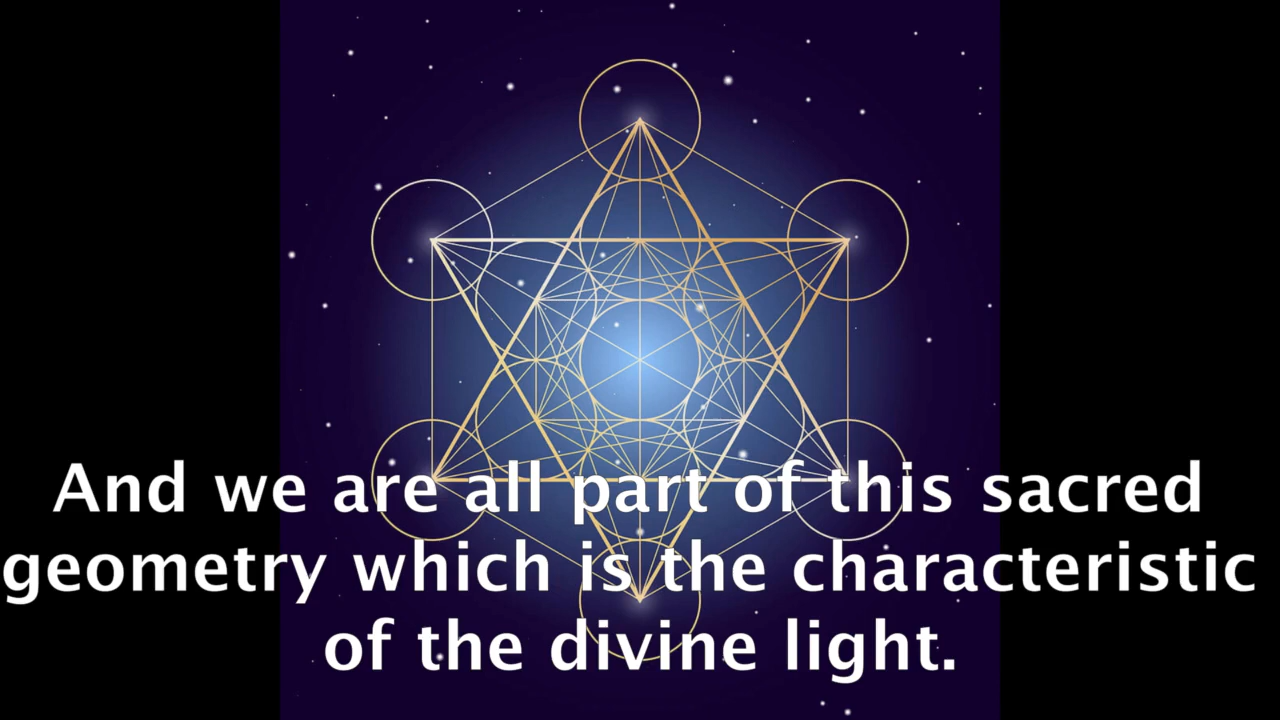 And we are all part of this sacred
geometry which is the characteristic
of the divine light.